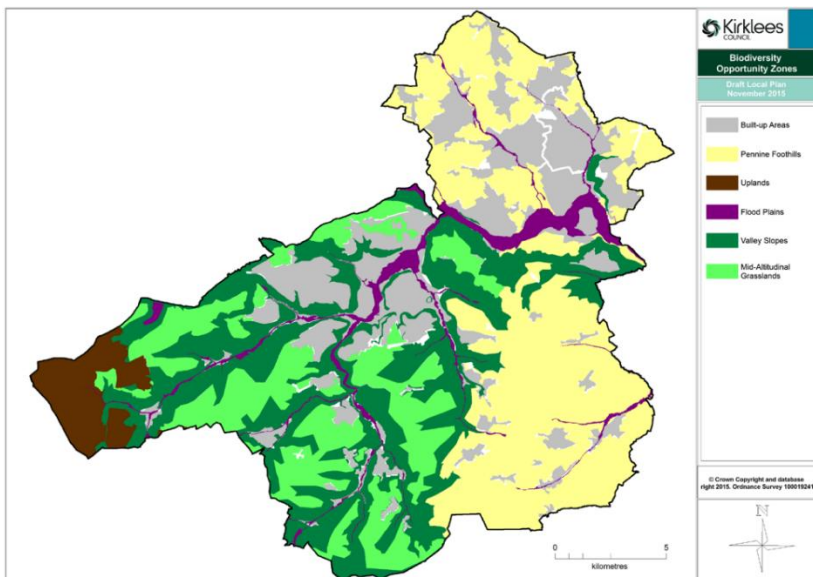 Kirklees
COUNCIL
Biodiversity
Opportunity Zones
Draft Local Plan
November 2015
Built-up Areas
Pennine Foothills
Uplands
Flood Plains
Valley Slopes
Mid-Altitudinal
Grasslands
© Crown Copyright and database
right 2015. Ordnance Survey 100019241
N
0 5
kilometres